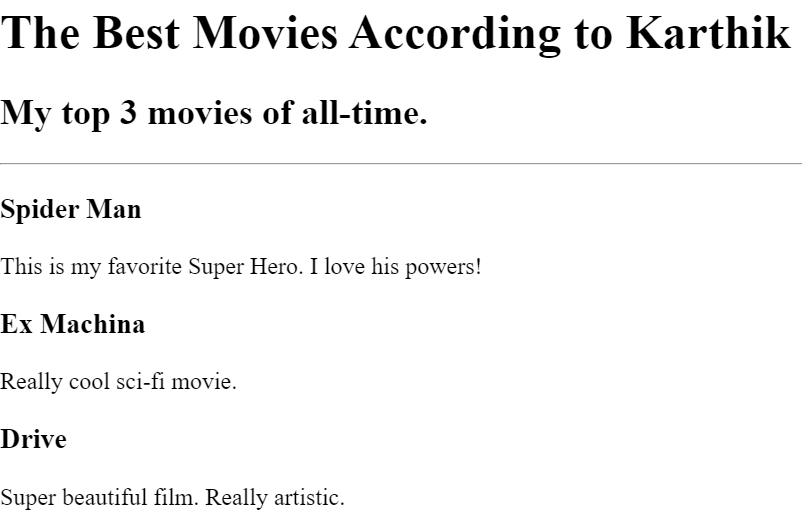 The Best Movies According to Karthik
My top 3 movies of all-time.
Spider Man
This is my favorite Super Hero. I love his powers!
Ex Machina
Really cool sci-fi movie.
Drive
Super beautiful film. Really artistic.